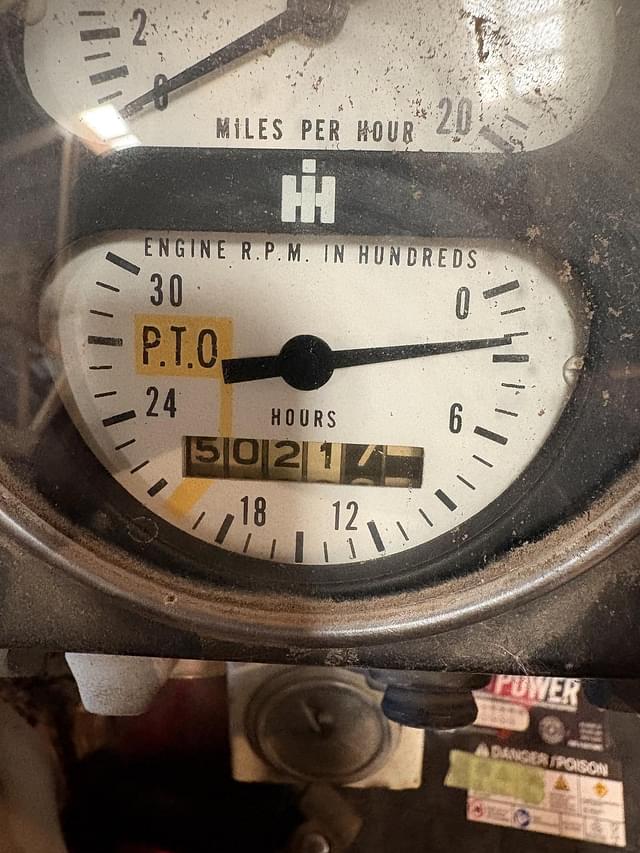 2
0
20
MILES PER HOUR
IH
ENGINE R.P.M. IN HUNDREDS
30
0
P.T.O
24
6
HOURS
5021
18
12
POWER
DANGER/POISON